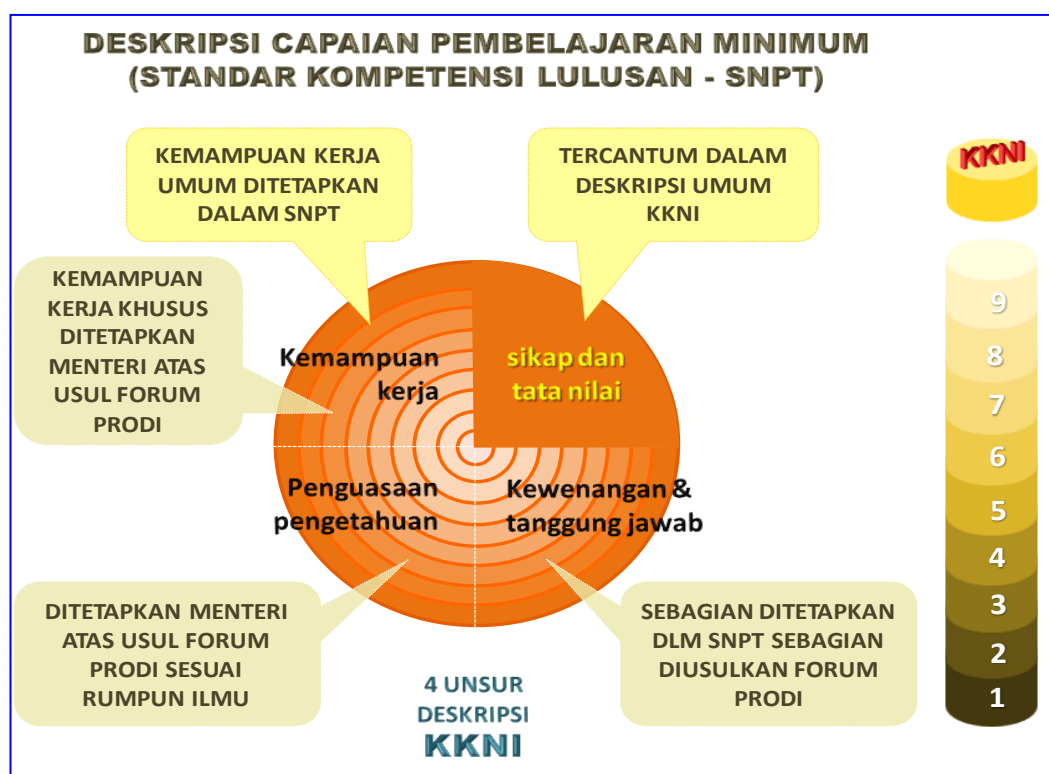 DESKRIPSI CAPAIAN PEMBELAJARAN MINIMUM
(STANDAR KOMPETENSI LULUSAN - SNPT)
KEMAMPUAN KERJA
UMUM DITETAPKAN
DALAM SNPT
TERCANTUM DALAM
DESKRIPSI UMUM
KKNI
KEMAMPUAN
KERJA KHUSUS
DITETAPKAN
MENTERI ATAS
USUL FORUM
PRODI
Kemampuan
kerja
sikap dan
tata nilai
Penguasaan
pengetahuan
Kewenangan &
tanggung jawab
DITETAPKAN MENTERI
ATAS USUL FORUM
PRODI SESUAI
RUMPUN ILMU
SEBAGIAN DITETAPKAN
DLM SNPT SEBAGIAN
DIUSULKAN FORUM
PRODI
4 UNSUR
DESKRIPSI
KKNI
KKNI
9
8
7
6
5
4
3
2
1